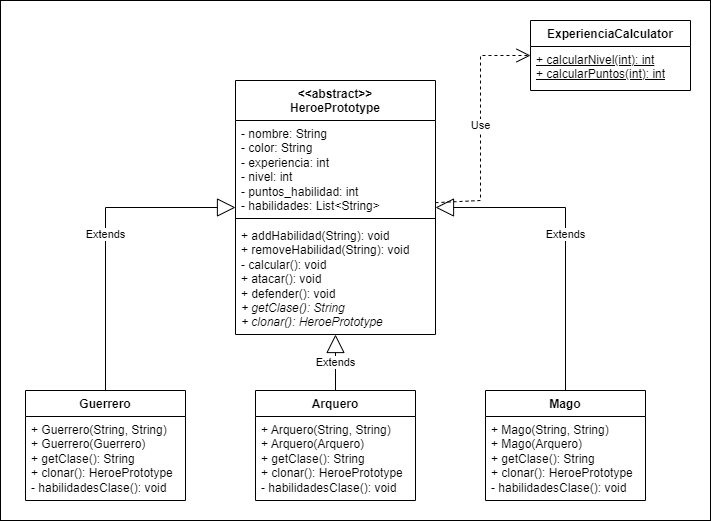 ExperienciaCalculator
+ calcularNivel(int): int
+ calcularPuntos(int): int
<<abstract>>
HeroePrototype
- nombre: String
- color: String
- experiencia: int
- nivel: int
- puntos_habilidad: int
- habilidades: List<String>
+ addHabilidad(String): void
+ removeHabilidad(String): void
- calcular(): void
+ atacar(): void
+ defender(): void
+ getClase(): String
+ clonar(): HeroePrototype
Use
Extends
Extends
Extends
Guerrero
+ Guerrero(String, String)
+ Guerrero(Guerrero)
+ getClase(): String
+ clonar(): HeroePrototype
- habilidadesClase(): void
Arquero
+ Arquero(String, String)
+ Arquero(Arquero)
+ getClase(): String
+ clonar(): HeroePrototype
- habilidadesClase(): void
Mago
+ Mago(String, String)
+ Mago(Arquero)
+ getClase(): String
+ clonar(): HeroePrototype
- habilidadesClase(): void